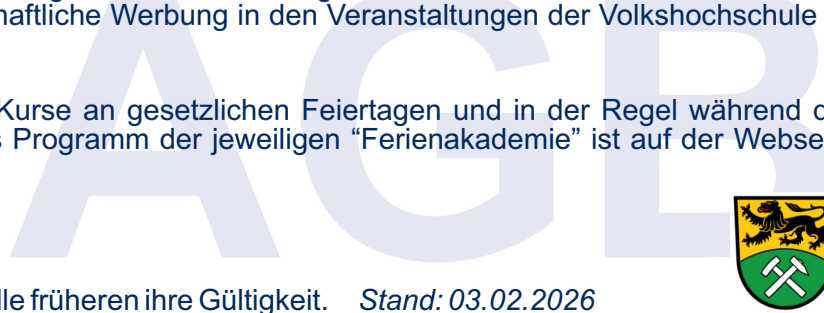 haftliche Werbung in den Veranstaltungen der Volkshochschule
Kurse an gesetzlichen Feiertagen und in der Regel während d
s Programm der jeweiligen “Ferienakademie” ist auf der Webse
lle früheren ihre Gültigkeit. Stand: 03.02.2026
AGB